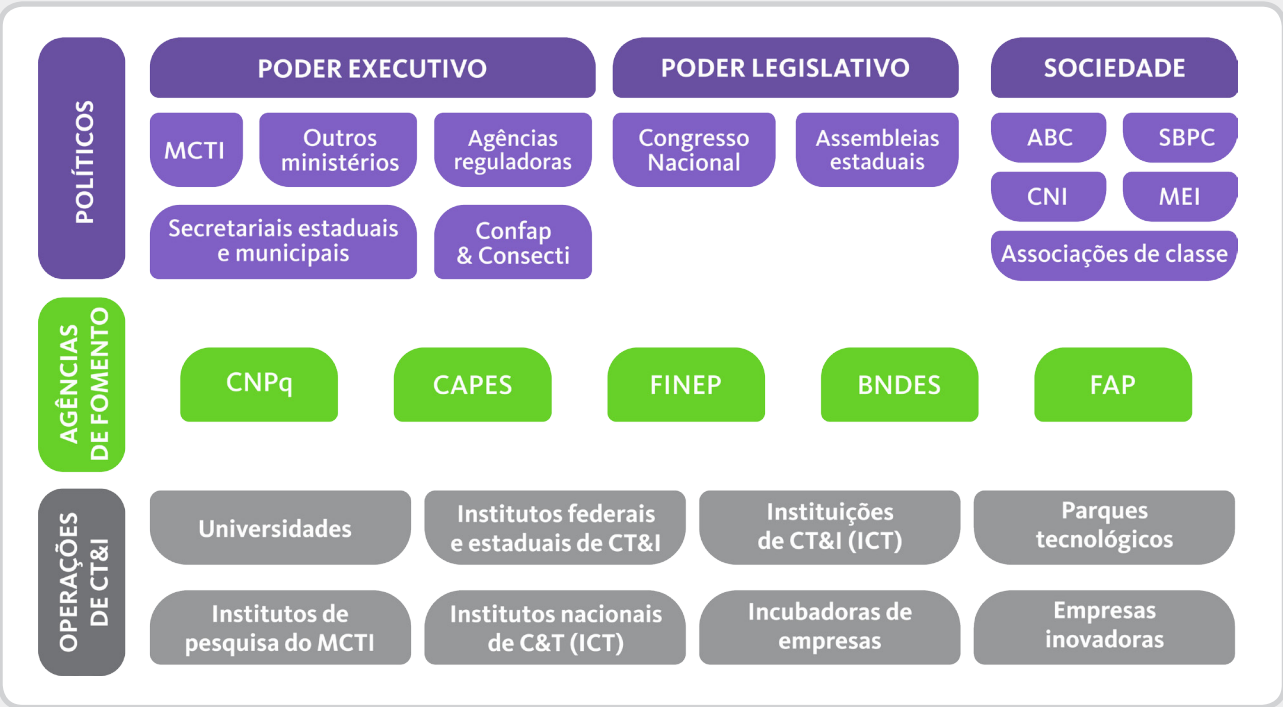 POLÍTICOS
PODER EXECUTIVO
PODER LEGISLATIVO
SOCIEDADE
MCTI
Outros
ministérios
Agências
reguladoras
Congresso
Nacional
Assembleias
estaduais
ABC
SBPC
CNI
MEI
Secretariais estaduais
e municipais
Confap
& Consecti
Associações de classe
AGÊNCIAS
DE FOMENTO
CNPq
CAPES
FINEP
BNDES
FAP
OPERAÇÕES
DE CT&I
Universidades
Institutos federais
e estaduais de CT&I
Instituições
de CT&I (ICT)
Parques
tecnológicos
Institutos de
pesquisa do MCTI
Institutos nacionais
de C&T (ICT)
Incubadoras de
empresas
Empresas
inovadoras